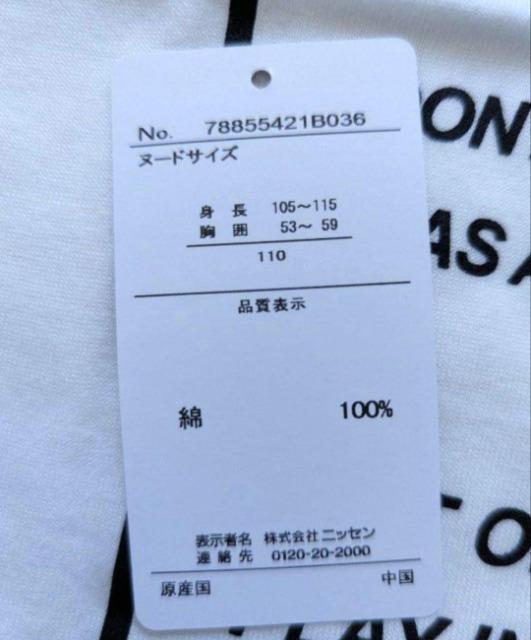 No. 78855421B036
ヌードサイズ
身長 105〜115
胸囲 53〜 59
110
品質表示
綿 100%
表示者名 株式会社ニッセン
連絡先 0120-20-2000
原産国 中国
ON
AS A